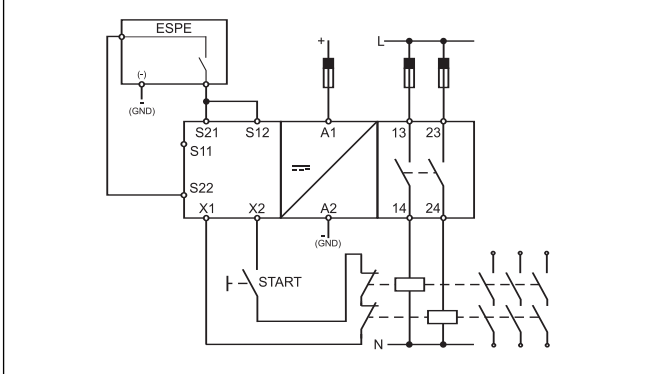 ESPE
+
L
(-)
-
(GND)
S21 S12 A1 13 23
S11
S22
X1 X2 A2 14 24
-
(GND)
START
N